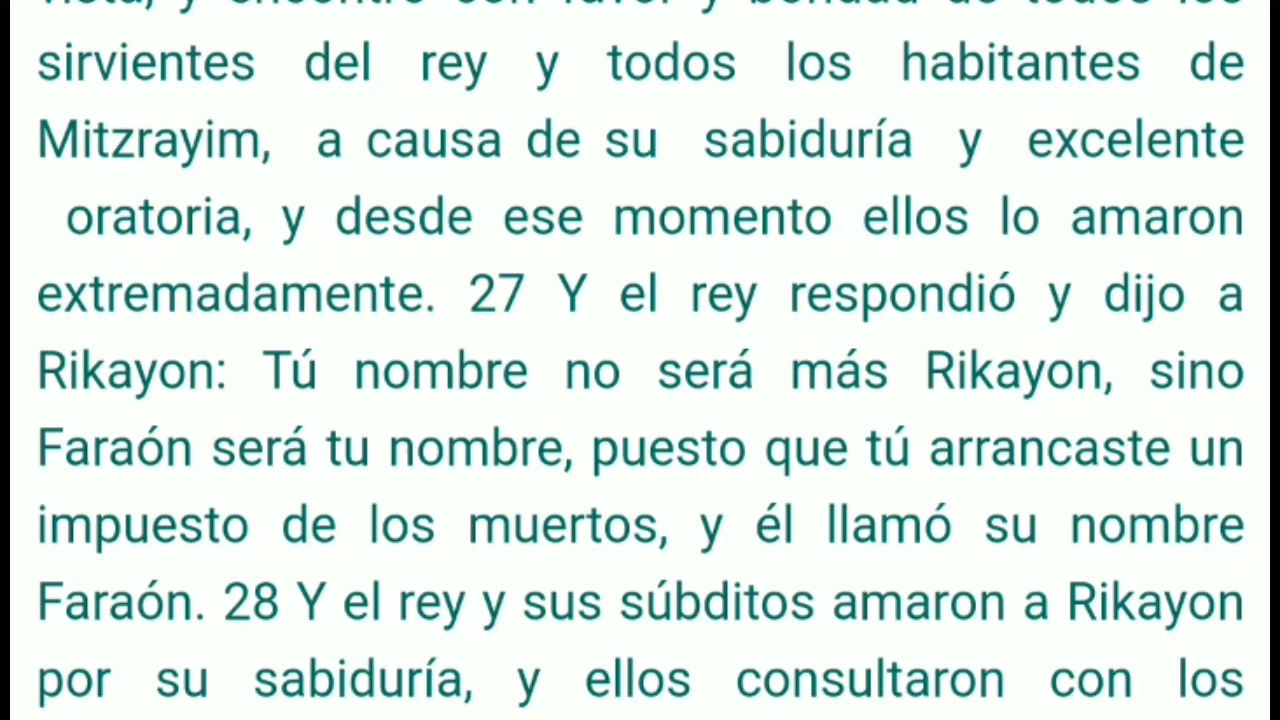 sirvientes del rey y todos los habitantes de
Mitzrayim, a causa de su sabiduría y excelente
oratoria, y desde ese momento ellos lo amaron
extremadamente. 27 Y el rey respondió y dijo a
Rikayon: Tú nombre no será más Rikayon, sino
Faraón será tu nombre, puesto que tú arrancaste un
impuesto de los muertos, y él llamó su nombre
Faraón. 28 Y el rey y sus súbditos amaron a Rikayon
por su sabiduría, y ellos consultaron con los